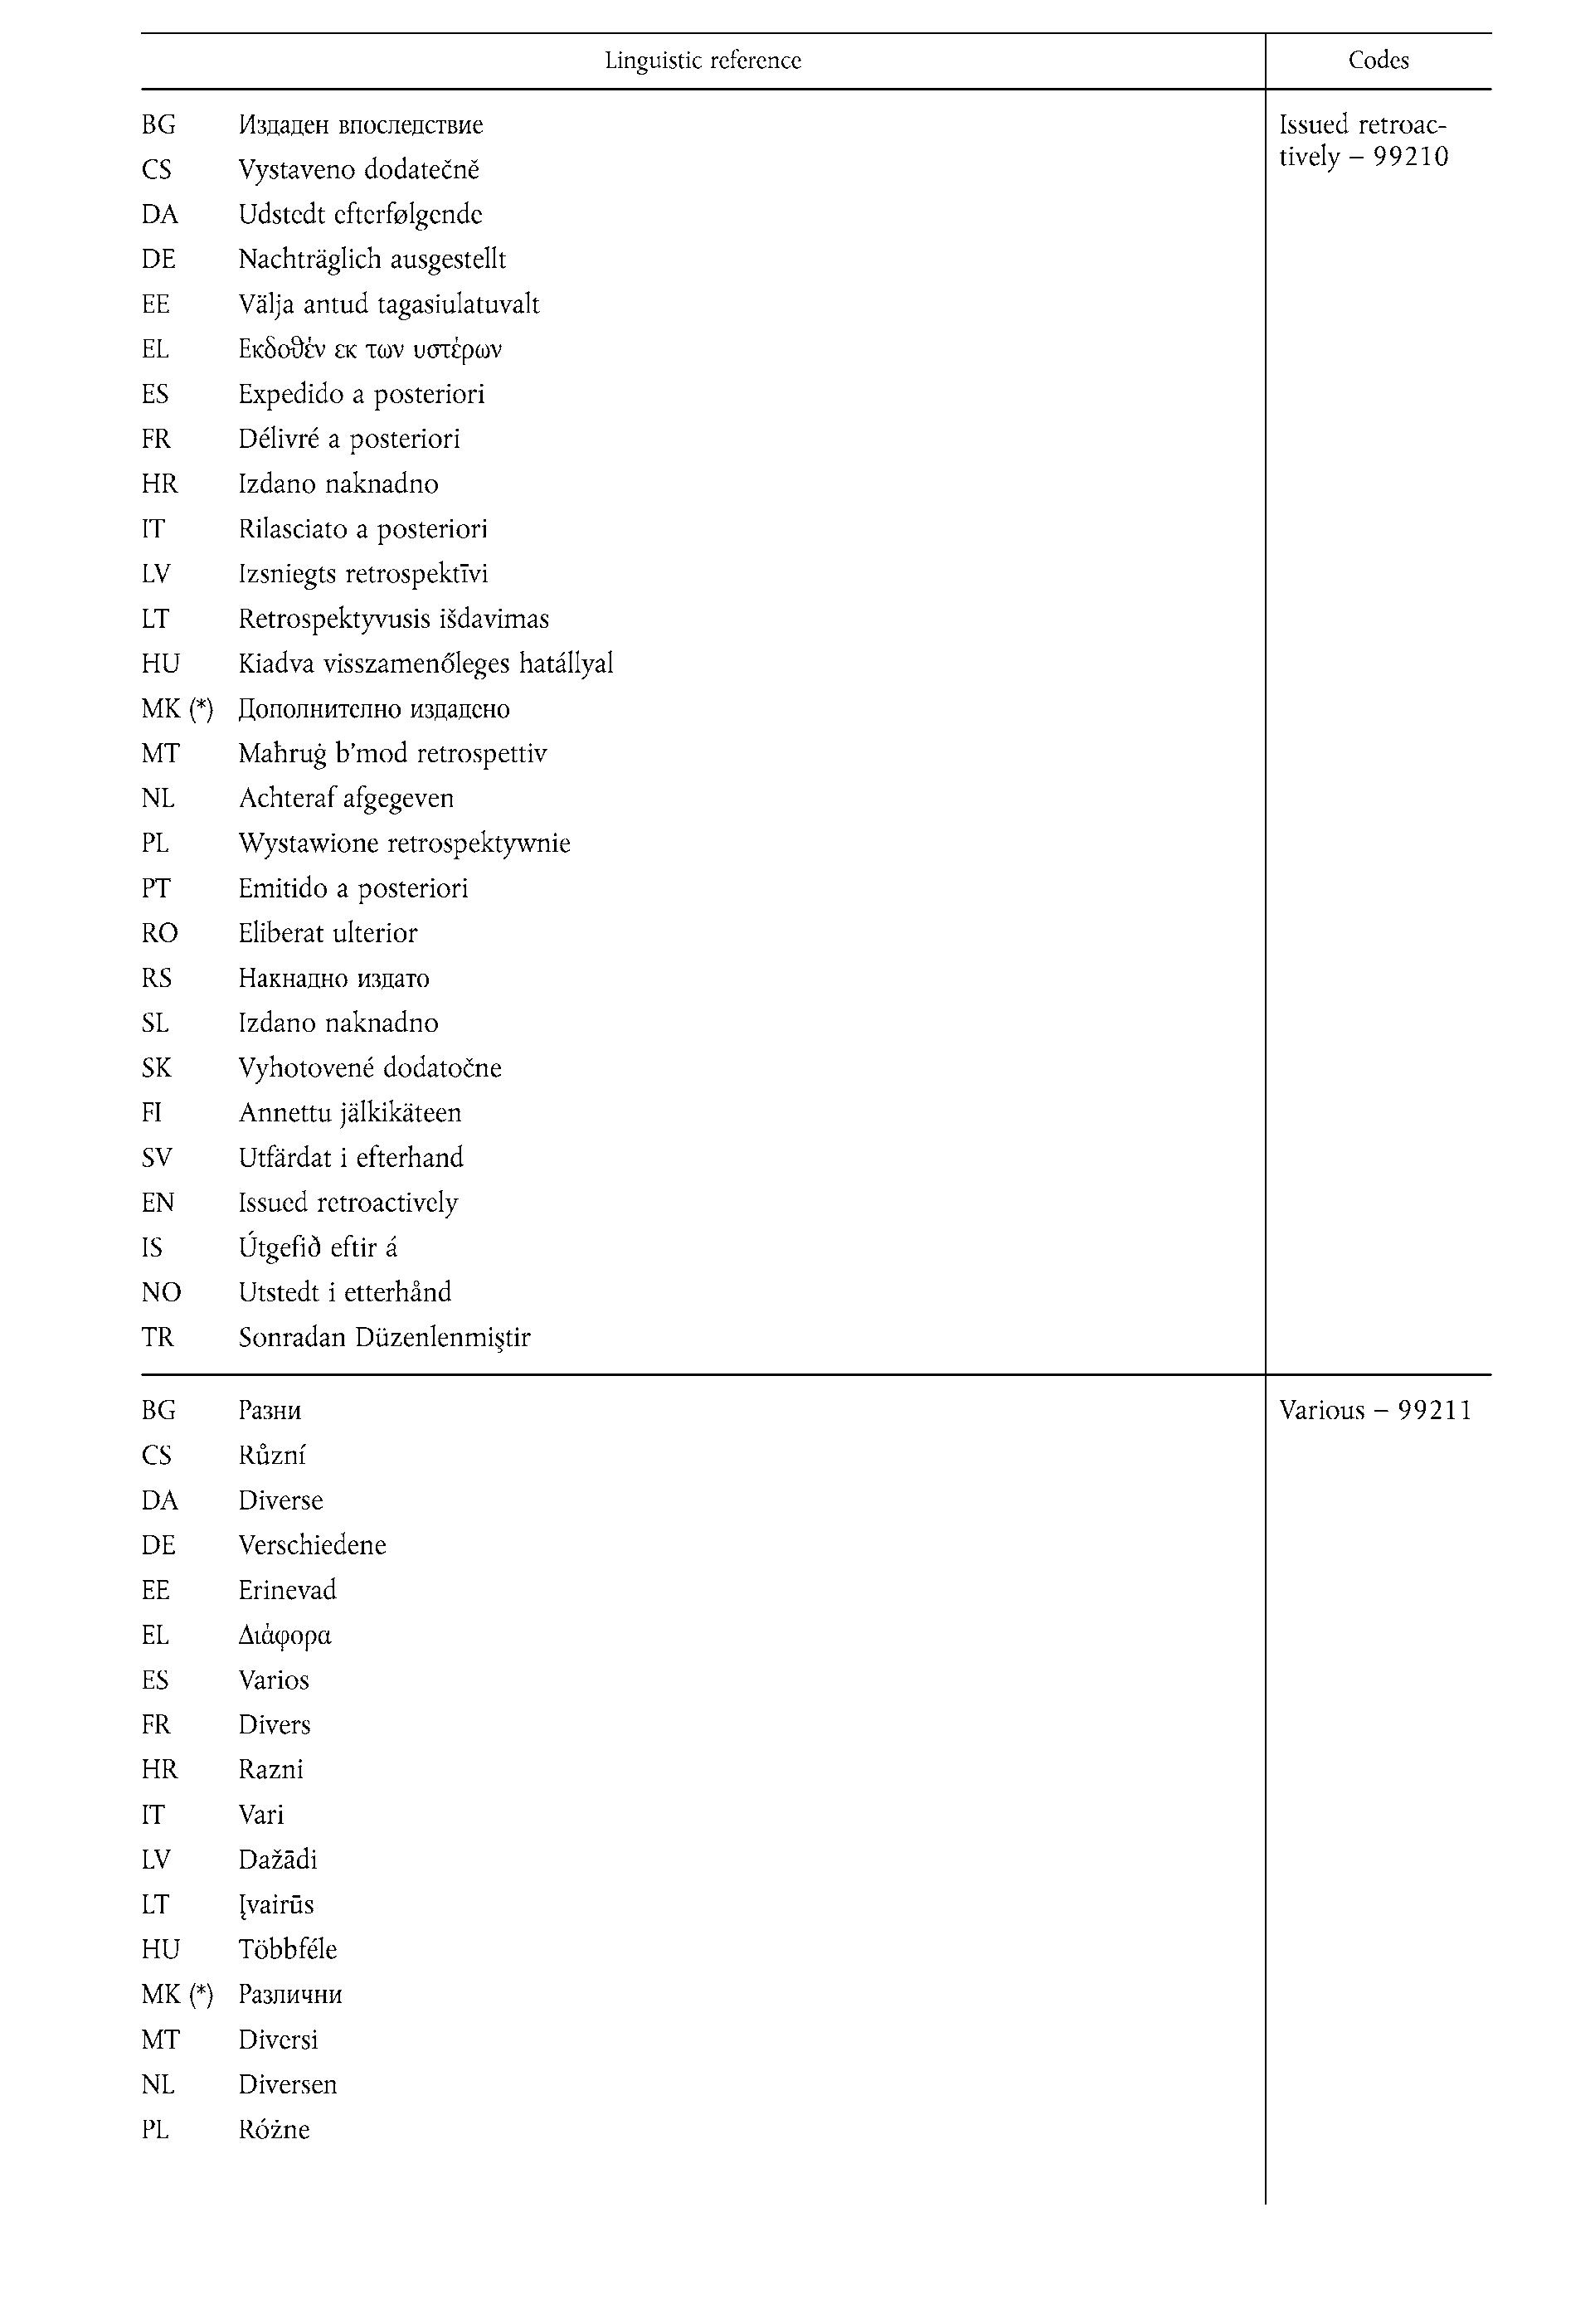 Linguistic reference Codes
BG Издаден впоследствие Issued retroac-
tively – 99210
CS Vystaveno dodatečně
DA Udstedt efterfølgende
DE Nachträglich ausgestellt
EE Välja antud tagasiulatuvalt
EL Εκδοθέν εκ των υστέρων
ES Expedido a posteriori
FR Délivré a posteriori
HR Izdano naknadno
IT Rilasciato a posteriori
LV Izsniegts retrospektīvi
LT Retrospektyvusis išdavimas
HU Kiadva visszamenőleges hatállyal
MK (*) Дополнително издадено
MT Maħruġ b’mod retrospettiv
NL Achteraf afgegeven
PL Wystawione retrospektywnie
PT Emitido a posteriori
RO Eliberat ulterior
RS Накнадно издато
SL Izdano naknadno
SK Vyhotovené dodatočne
FI Annettu jälkikäteen
SV Utfärdat i efterhand
EN Issued retroactively
IS Útgefið eftir á
NO Utstedt i etterhånd
TR Sonradan Düzenlenmiştir
BG Разни Various – 99211
CS Různí
DA Diverse
DE Verschiedene
EE Erinevad
EL Διάφορα
ES Varios
FR Divers
HR Razni
IT Vari
LV Dažādi
LT Įvairūs
HU Többféle
MK (*) Различни
MT Diversi
NL Diversen
PL Różne